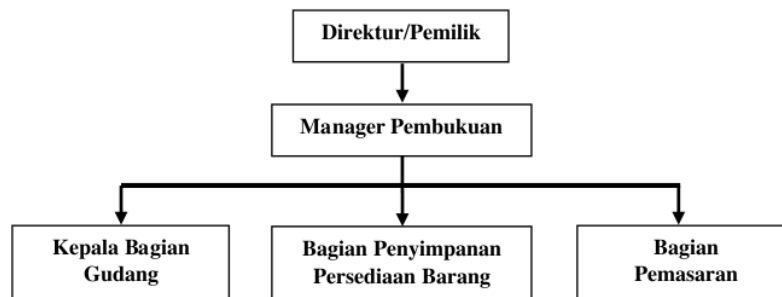 Direktur/Pemilik
Manager Pembukuan
Kepala Bagian
Gudang
Bagian Penyimpanan
Persediaan Barang
Bagian
Pemasaran